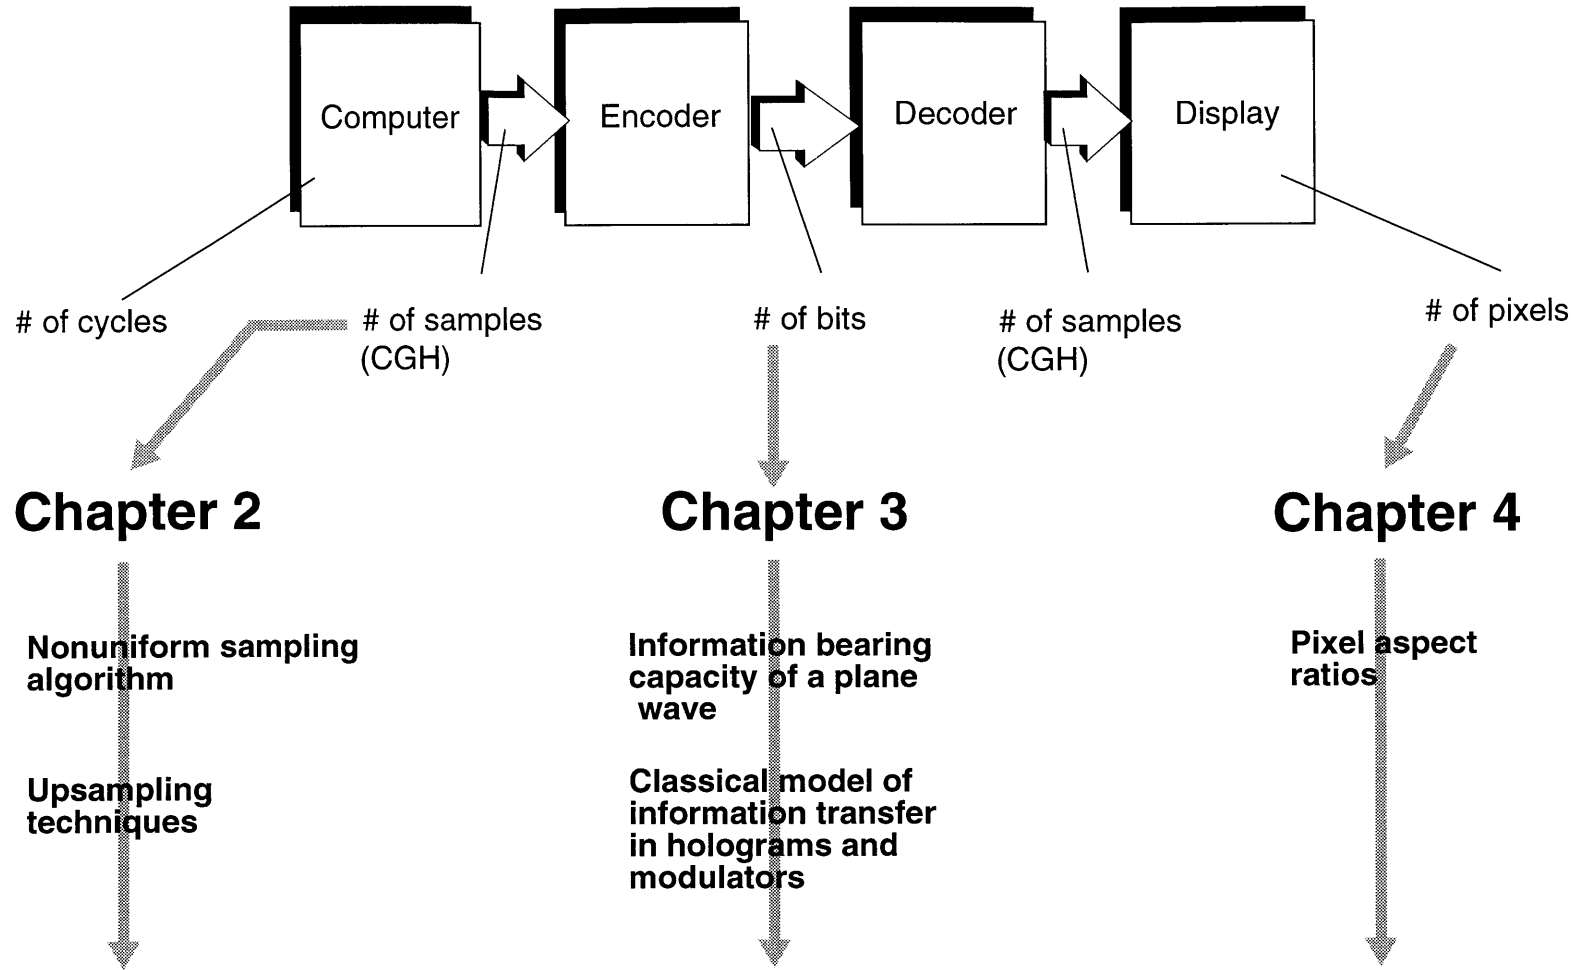 Computer
Encoder
Decoder
Display
# of cycles
# of samples
(CGH)
# of bits
# of samples
(CGH)
# of pixels
Chapter 2
Chapter 3
Chapter 4
Nonuniform sampling
algorithm
Upsampling
techniques
Information bearing
capacity of a plane
wave
Classical model of
information transfer
in holograms and
modulators
Pixel aspect
ratios